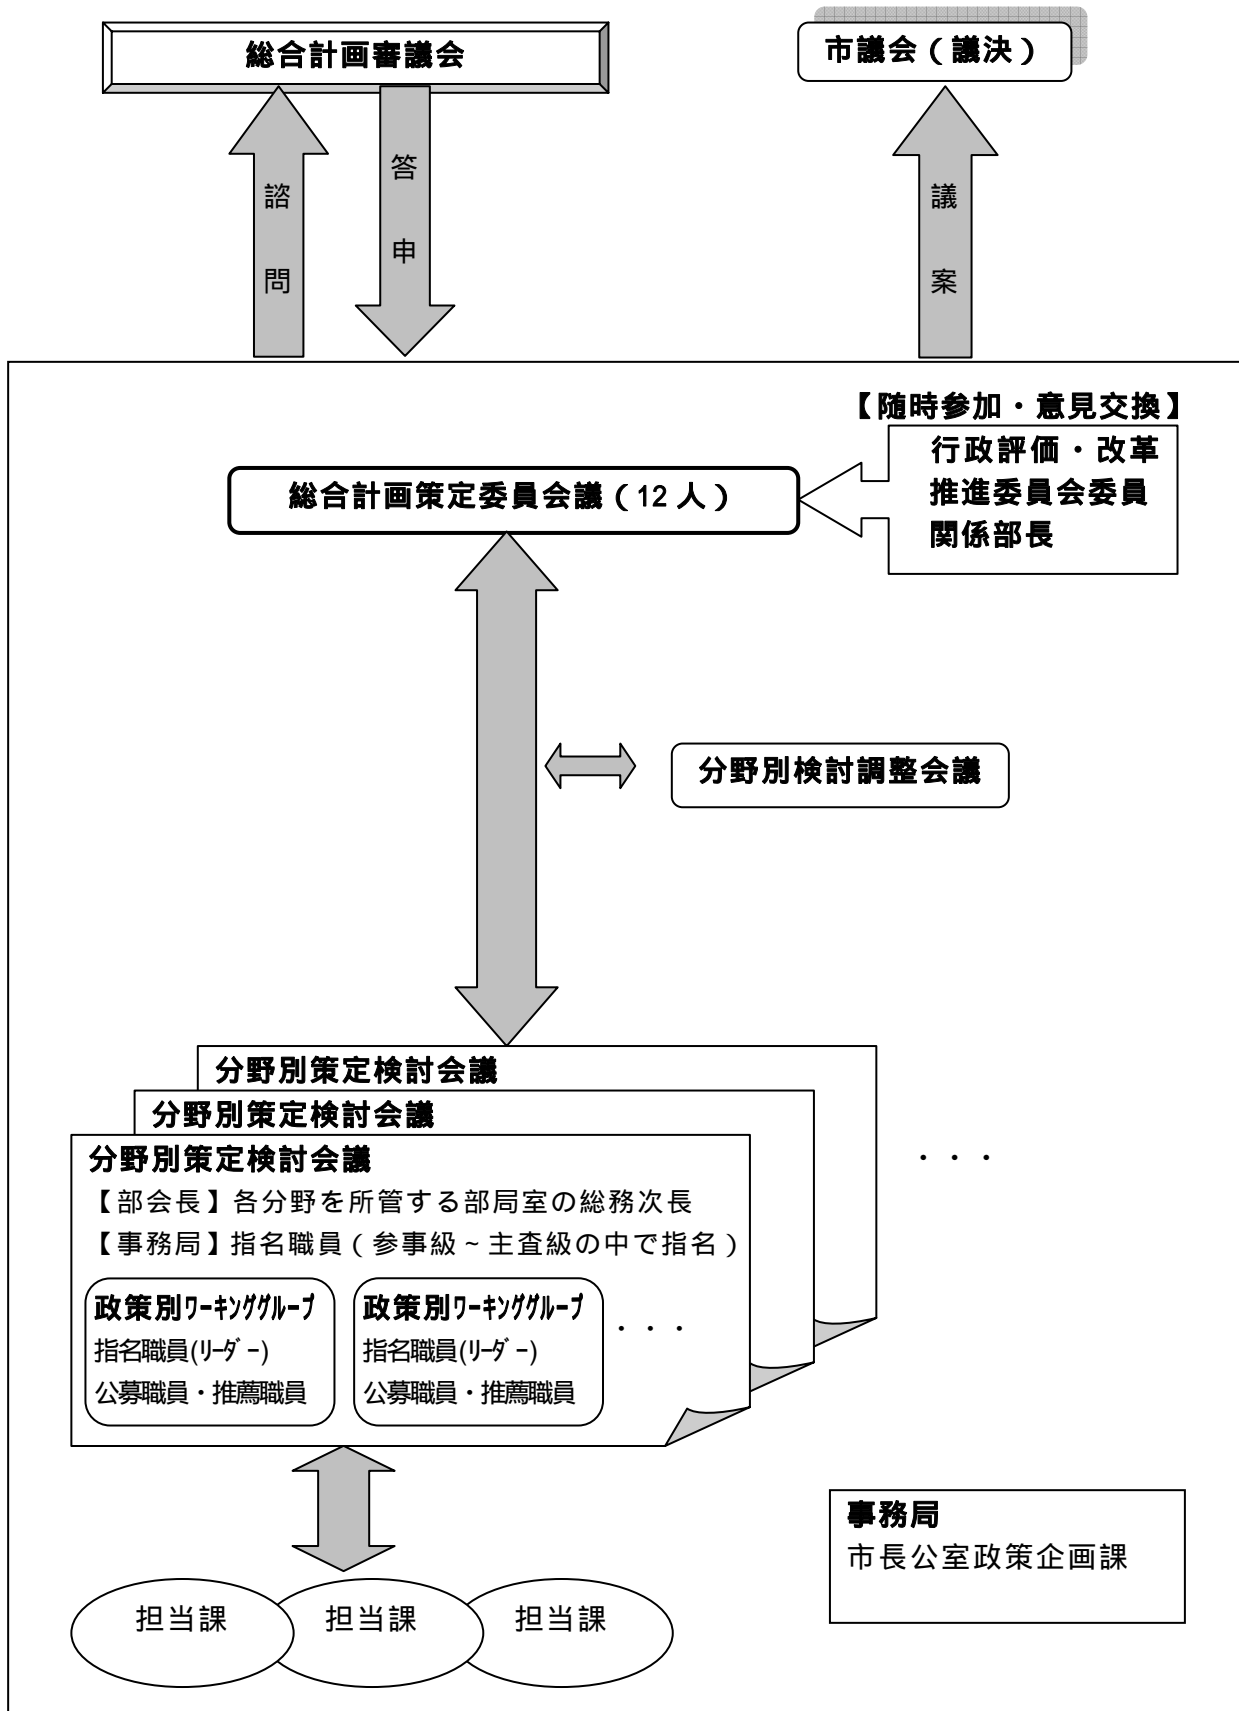 総合計画審議会
市議会（議決）
諮問
答申
議案
【随時参加・意見交換】
行政評価・改革
推進委員会委員
関係部長
総合計画策定委員会議（12人）
分野別検討調整会議
分野別策定検討会議
分野別策定検討会議
分野別策定検討会議
・・・
【部会長】各分野を所管する部局室の総務次長
【事務局】指名職員（参事級～主査級の中で指名）
政策別ﾜｰｷﾝｸﾞｸﾞﾙｰﾌﾟ
指名職員(ﾘｰﾀﾞｰ)
公募職員・推薦職員
政策別ﾜｰｷﾝｸﾞｸﾞﾙｰﾌﾟ
指名職員(ﾘｰﾀﾞｰ)
公募職員・推薦職員
・・・
事務局
市長公室政策企画課
担当課
担当課
担当課